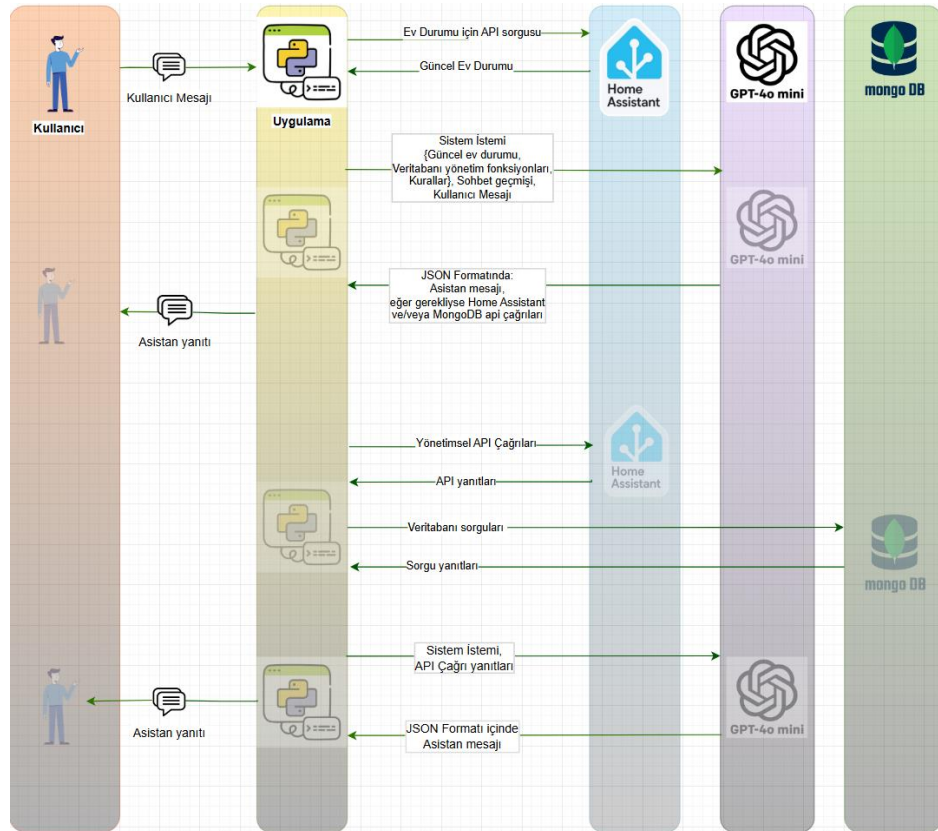 Ev Durumu için API sorgusu
Güncel Ev Durumu
Kullanıcı Mesajı
Kullanıcı
Uygulama
Home
Assistant
GPT-4o mini
mongo DB
Sistem İstemi
{Güncel ev durumu,
Veritabanı yönetim fonksiyonları,
Kurallar}, Sohbet geçmişi,
Kullanıcı Mesajı
GPT-4o mini
JSON Formatında:
Asistan mesajı,
eğer gerekliyse Home Assistant
ve/veya MongoDB api çağrıları
Asistan yanıtı
Yönetimsel API Çağrıları
API yanıtları
Home
Assistant
Veritabanı sorguları
Sorgu yanıtları
mongo DB
Sistem İstemi,
API Çağrı yanıtları
Asistan yanıtı
JSON Formatı içinde
Asistan mesajı
GPT-4o mini